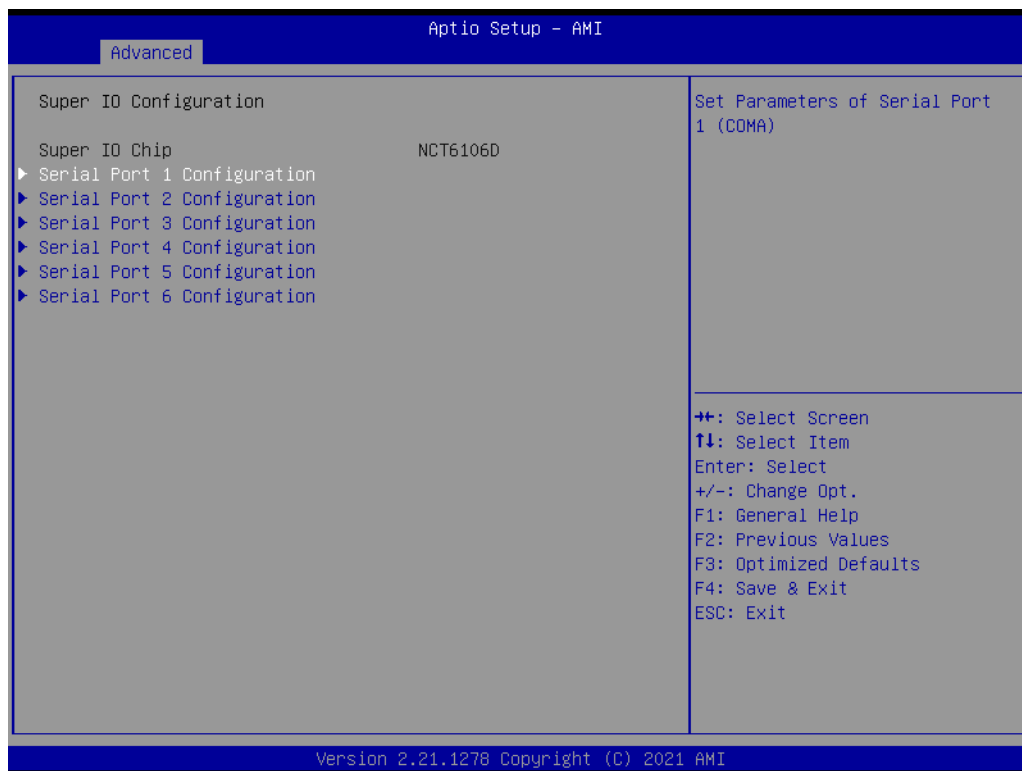 Aptio Setup – AMI
Advanced
Super IO Configuration
Super IO Chip NCT6106D
Serial Port 1 Configuration
Serial Port 2 Configuration
Serial Port 3 Configuration
Serial Port 4 Configuration
Serial Port 5 Configuration
Serial Port 6 Configuration
Set Parameters of Serial Port
1 (COMA)
→←: Select Screen
↑↓: Select Item
Enter: Select
+/-: Change Opt.
F1: General Help
F2: Previous Values
F3: Optimized Defaults
F4: Save & Exit
ESC: Exit
Version 2.21.1278 Copyright (C) 2021 AMI